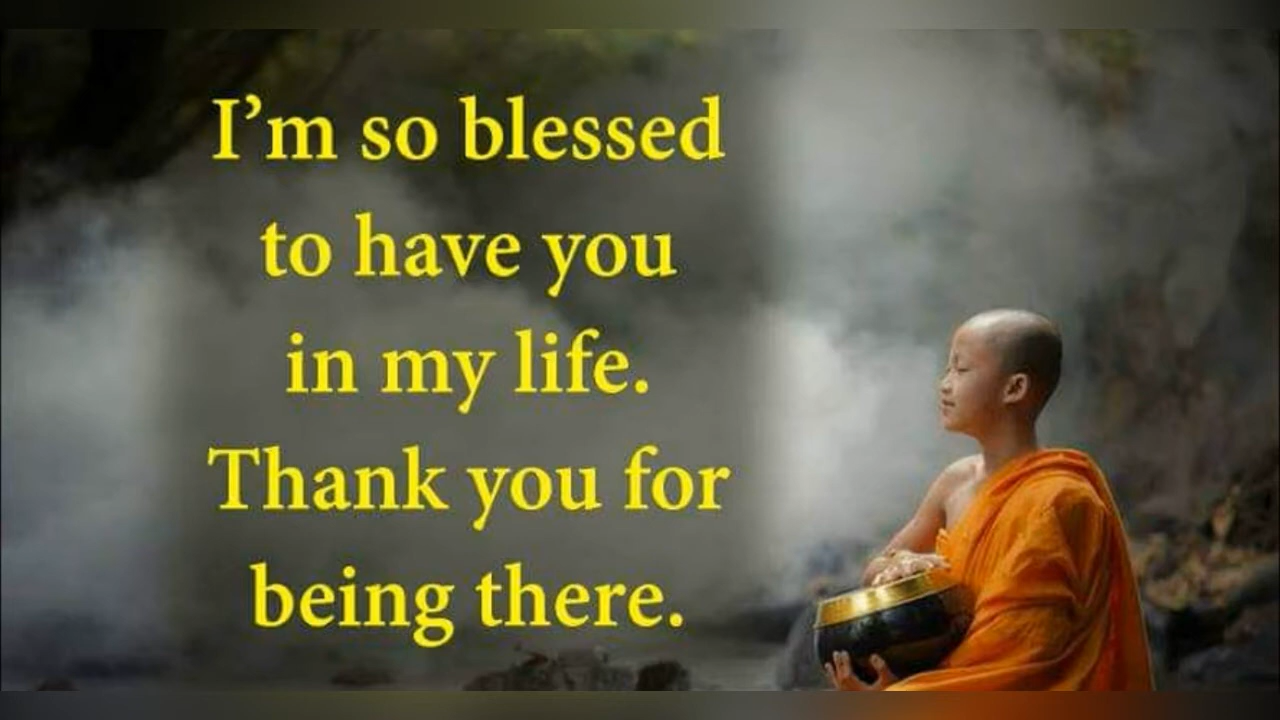 I’m so blessed
to have you
in my life.
Thank you for
being there.